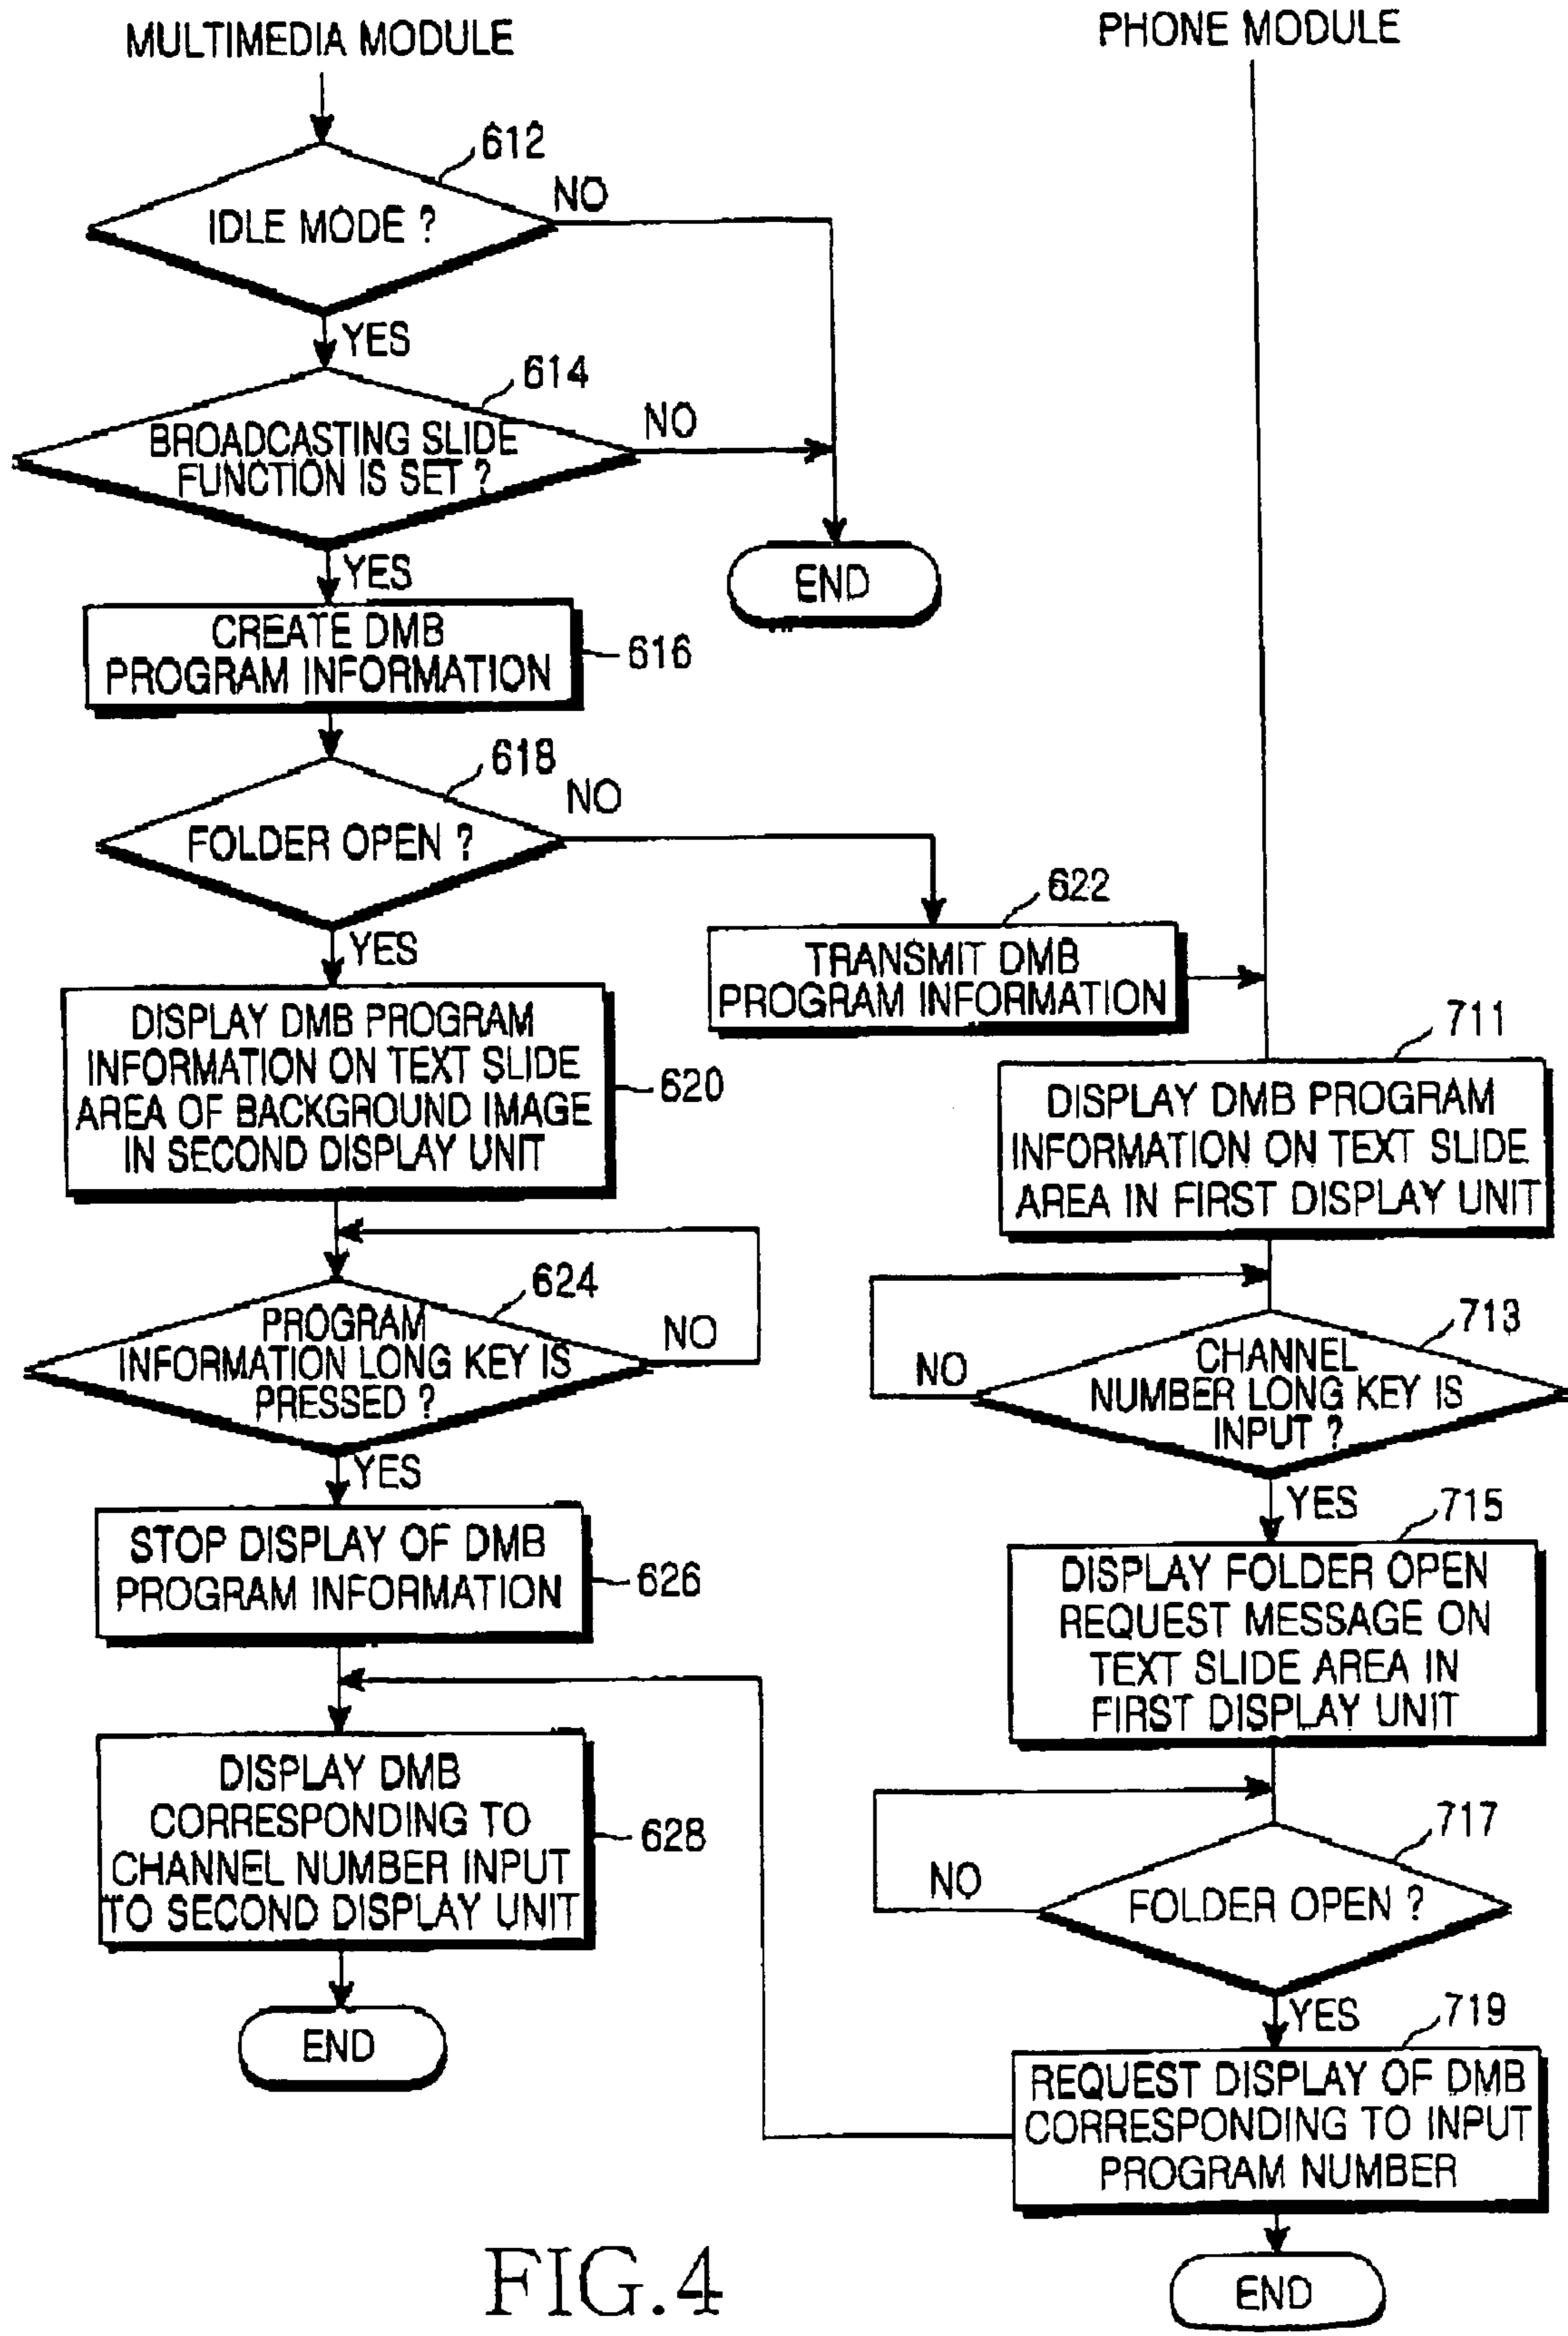 MULTIMEDIA MODULE
PHONE MODULE
612
IDLE MODE ?
NO
YES
614
BROADCASTING SLIDE
FUNCTION IS SET ?
NO
YES
END
CREATE DMB
PROGRAM INFORMATION
616
618
FOLDER OPEN ?
NO
YES
622
TRANSMIT DMB
PROGRAM INFORMATION
DISPLAY DMB PROGRAM
INFORMATION ON TEXT SLIDE
AREA OF BACKGROUND IMAGE
IN SECOND DISPLAY UNIT
620
711
DISPLAY DMB PROGRAM
INFORMATION ON TEXT SLIDE
AREA IN FIRST DISPLAY UNIT
624
PROGRAM
INFORMATION LONG KEY IS
PRESSED ?
NO
YES
713
CHANNEL
NUMBER LONG KEY IS
INPUT ?
NO
YES
STOP DISPLAY OF DMB
PROGRAM INFORMATION
626
715
DISPLAY FOLDER OPEN
REQUEST MESSAGE ON
TEXT SLIDE AREA IN
FIRST DISPLAY UNIT
DISPLAY DMB
CORRESPONDING TO
CHANNEL NUMBER INPUT
TO SECOND DISPLAY UNIT
628
END
717
FOLDER OPEN ?
NO
YES
719
REQUEST DISPLAY OF DMB
CORRESPONDING TO INPUT
PROGRAM NUMBER
END
FIG.4